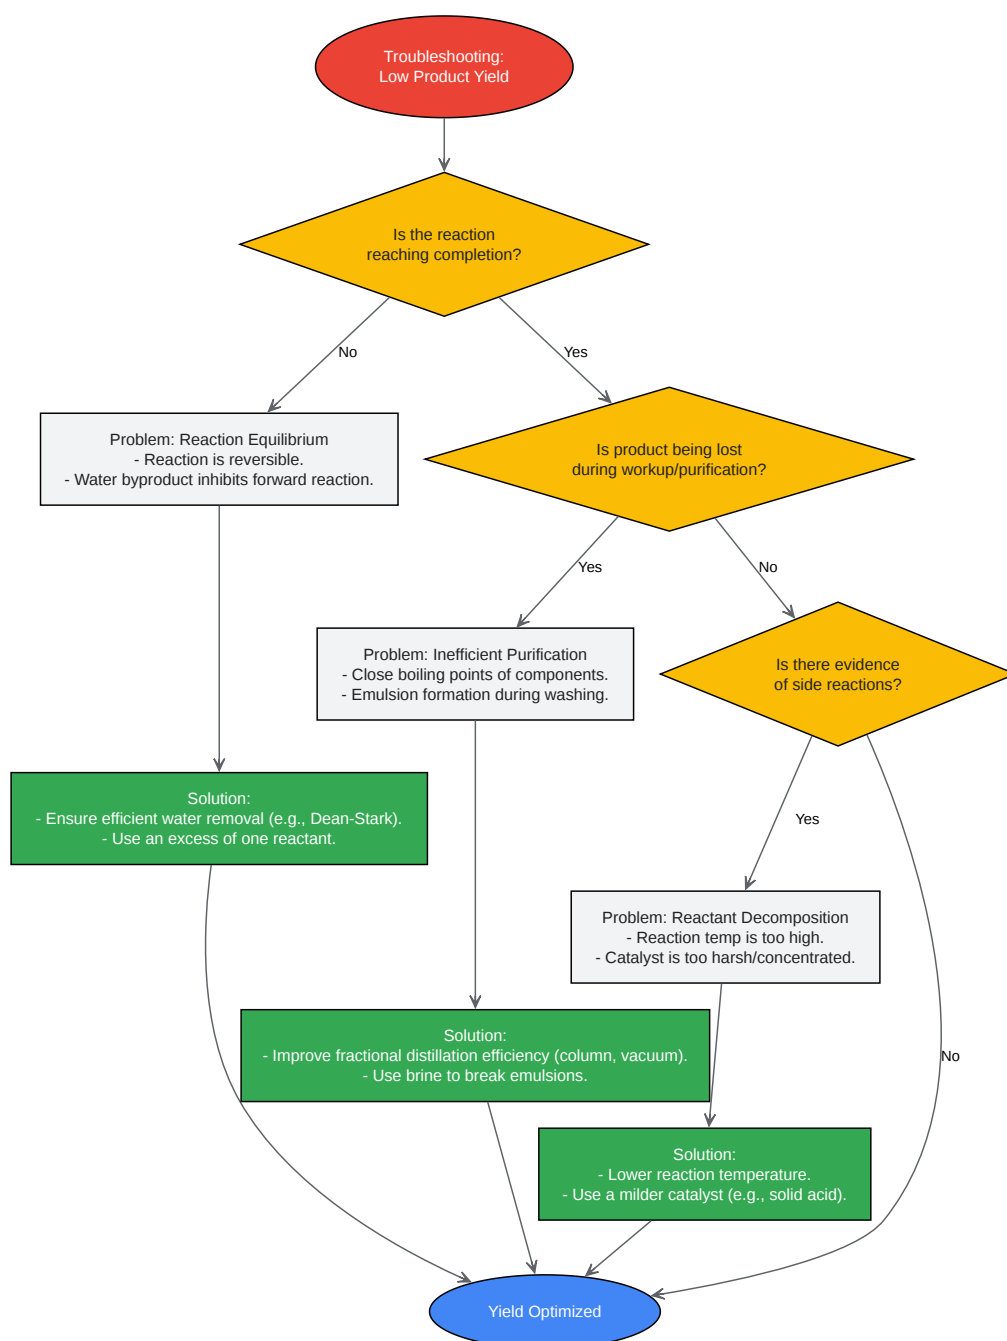 Troubleshooting:
Low Product Yield
Is the reaction
reaching completion?
No
Yes
Problem: Reaction Equilibrium
- Reaction is reversible.
- Water byproduct inhibits forward reaction.
Is product being lost
during workup/purification?
Yes
No
Problem: Inefficient Purification
- Close boiling points of components.
- Emulsion formation during washing.
Is there evidence
of side reactions?
Solution:
- Ensure efficient water removal (e.g., Dean-Stark).
- Use an excess of one reactant.
Yes
Problem: Reactant Decomposition
- Reaction temp is too high.
- Catalyst is too harsh/concentrated.
Solution:
- Improve fractional distillation efficiency (column, vacuum).
- Use brine to break emulsions.
No
Solution:
- Lower reaction temperature.
- Use a milder catalyst (e.g., solid acid).
Yield Optimized